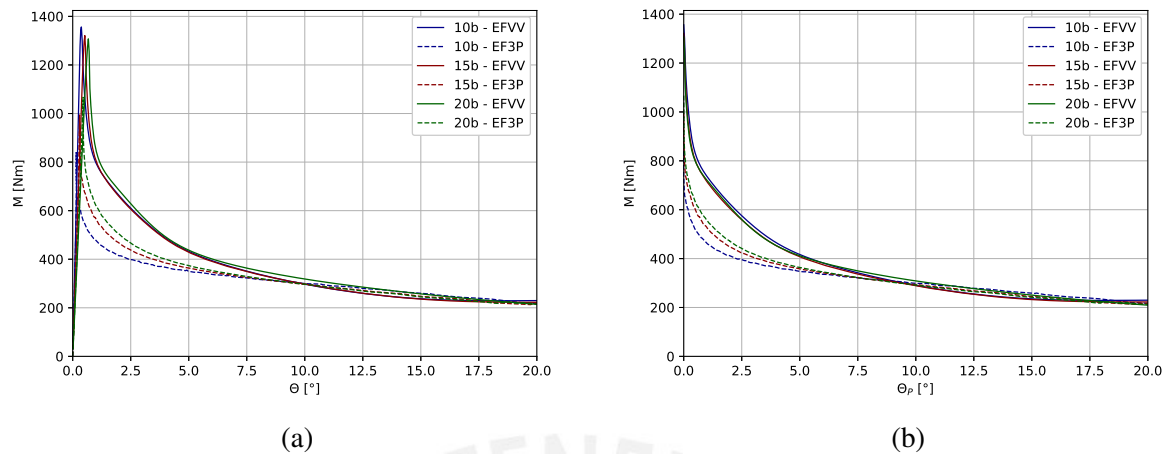 1400
1200
1000
800
600
400
200
0
M [Nm]
0.0 2.5 5.0 7.5 10.0 12.5 15.0 17.5 20.0
Θ [°]
10b - EFVV
10b - EF3P
15b - EFVV
15b - EF3P
20b - EFVV
20b - EF3P
(a)
1400
1200
1000
800
600
400
200
0
M [Nm]
0.0 2.5 5.0 7.5 10.0 12.5 15.0 17.5 20.0
Θ_P [°]
10b - EFVV
10b - EF3P
15b - EFVV
15b - EF3P
20b - EFVV
20b - EF3P
(b)